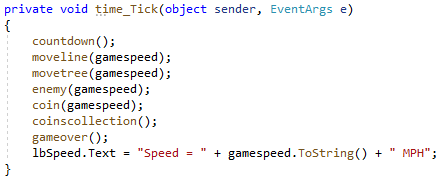 private void time_Tick(object sender, EventArgs e)
{
countdown();
moveline(gamespeed);
movetree(gamespeed);
enemy(gamespeed);
coin(gamespeed);
coinscollection();
gameover();
lbSpeed.Text = "Speed = " + gamespeed.ToString() + " MPH";
}